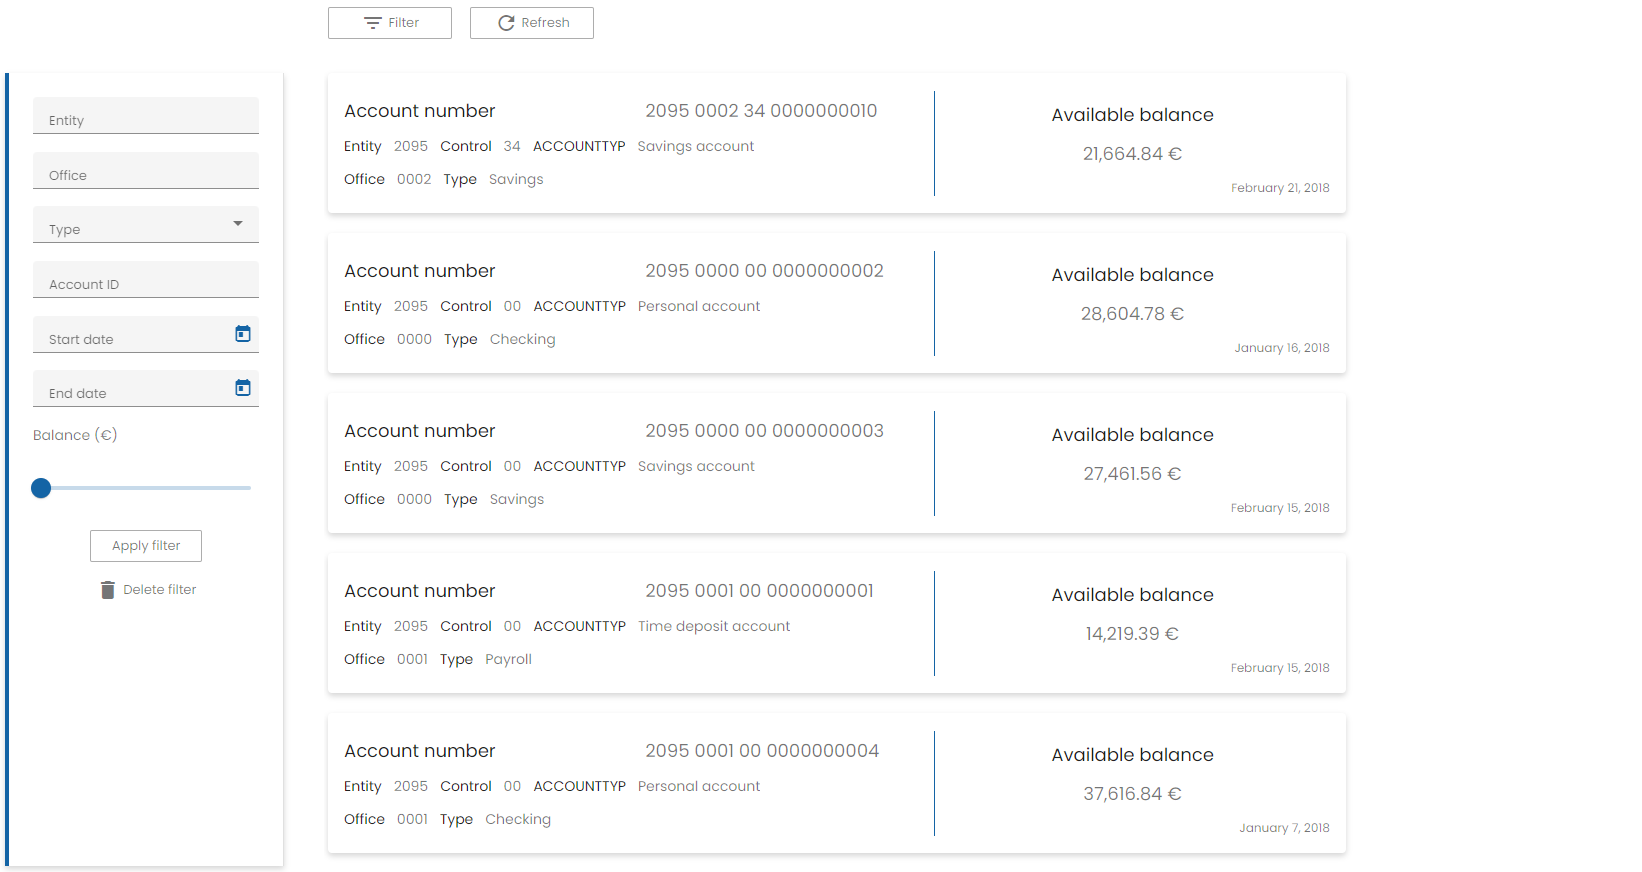 Filter Refresh
Entity
Office
Type
Account ID
Start date
End date
Balance (€)
Apply filter
Delete filter
Account number 2095 0002 34 0000000010
Entity 2095 Control 34 ACCOUNTTYP Savings account
Office 0002 Type Savings
Available balance
21,664.84 €
February 21, 2018
Account number 2095 0000 00 0000000002
Entity 2095 Control 00 ACCOUNTTYP Personal account
Office 0000 Type Checking
Available balance
28,604.78 €
January 16, 2018
Account number 2095 0000 00 0000000003
Entity 2095 Control 00 ACCOUNTTYP Savings account
Office 0000 Type Savings
Available balance
27,461.56 €
February 15, 2018
Account number 2095 0001 00 0000000001
Entity 2095 Control 00 ACCOUNTTYP Time deposit account
Office 0001 Type Payroll
Available balance
14,219.39 €
February 15, 2018
Account number 2095 0001 00 0000000004
Entity 2095 Control 00 ACCOUNTTYP Personal account
Office 0001 Type Checking
Available balance
37,616.84 €
January 7, 2018